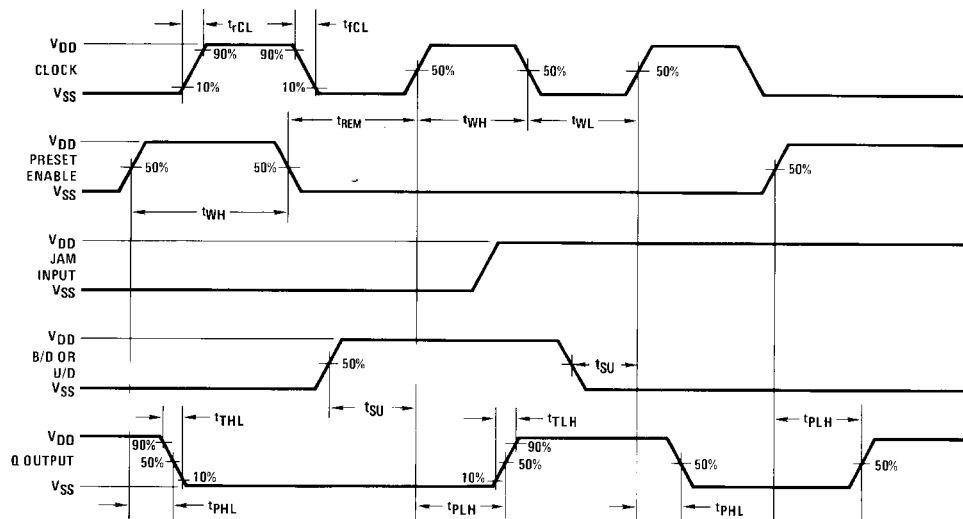 trCL tfCL
VDD
90% 90%
CLOCK 50% 50% 50%
10% 10%
VSS
tREM tWH tWL
VDD
PRESET 50% 50% 50%
ENABLE
VSS
tWH
VDD
JAM
INPUT
VSS
VDD
B/D OR 50% tSU
U/D
VSS
tTHL tSU tTLH tPLH
VDD
90% 90%
Q OUTPUT 50% 50% 50% 50%
10% 10%
VSS
tPHL tPLH tPHL